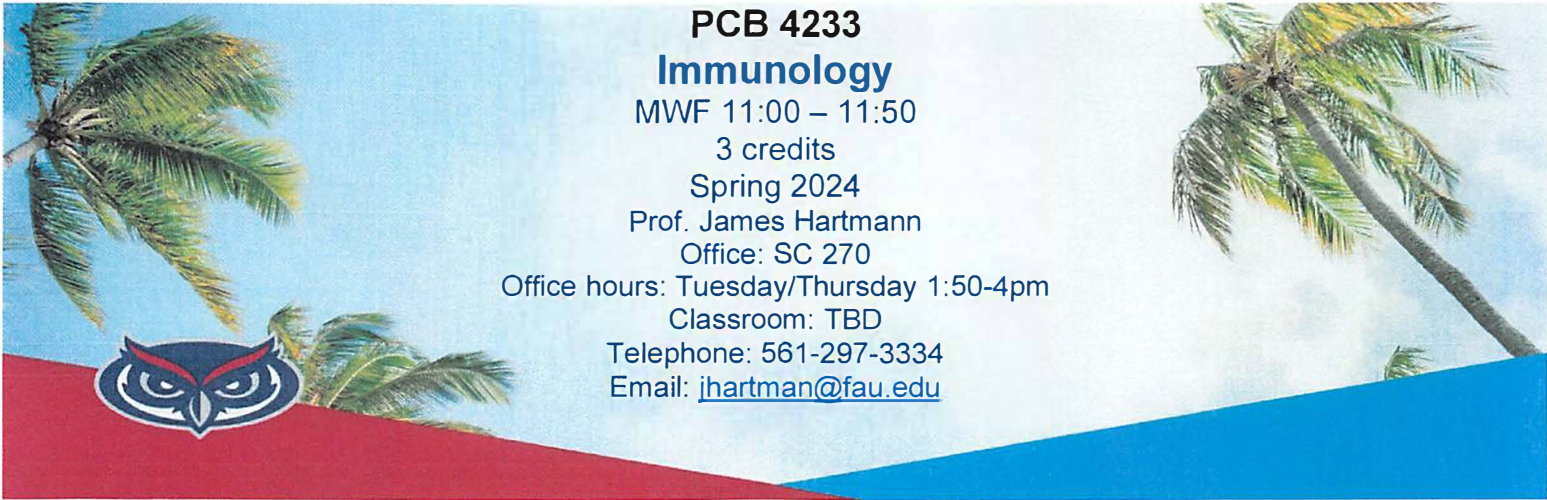 PCB 4233
Immunology
MWF 11:00 – 11:50
3 credits
Spring 2024
Prof. James Hartmann
Office: SC 270
Office hours: Tuesday/Thursday 1:50-4pm
Classroom: TBD
Telephone: 561-297-3334
Email: jhartman@fau.edu